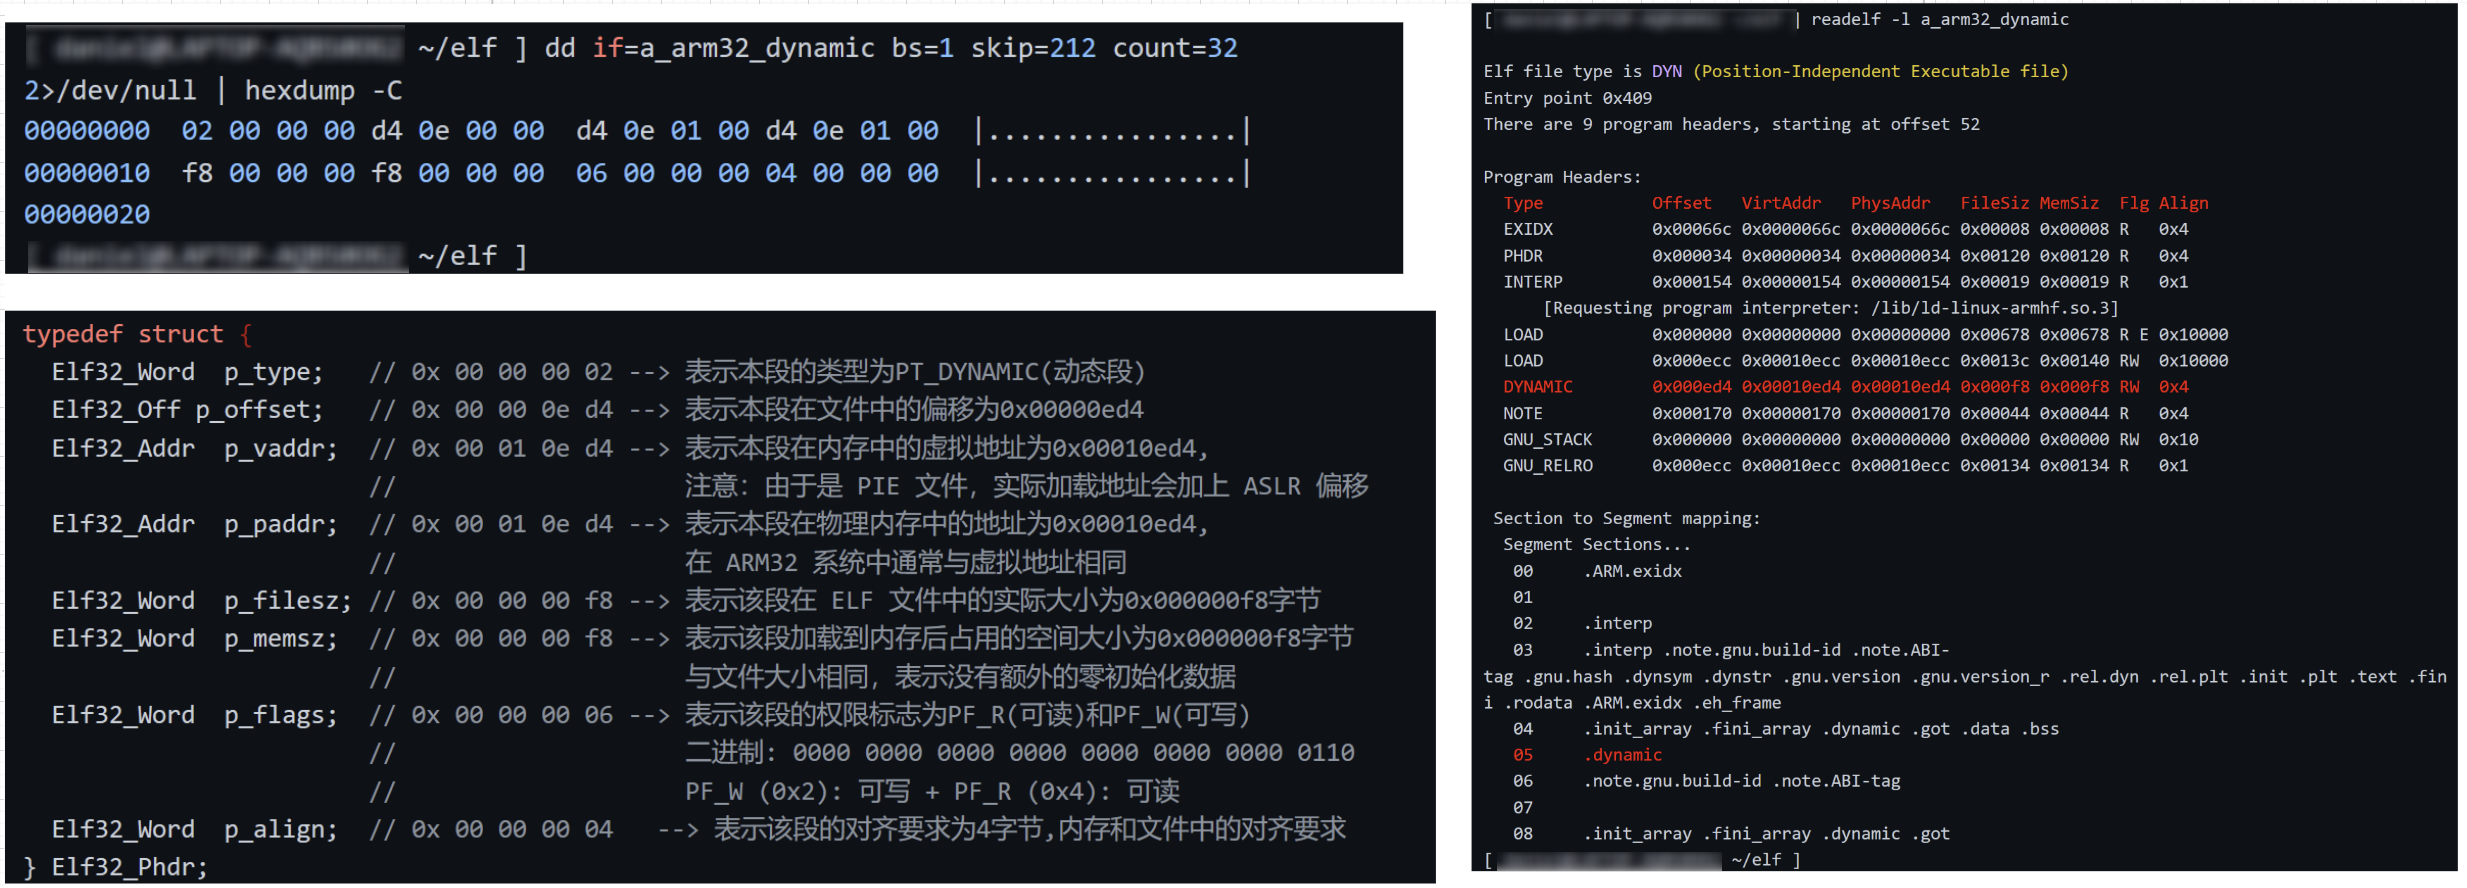 [ ~/elf ] dd if=a_arm32_dynamic bs=1 skip=212 count=32
2>/dev/null | hexdump -C
00000000  02 00 00 00 d4 0e 00 00  d4 0e 01 00 d4 0e 01 00  |................|
00000010  f8 00 00 00 f8 00 00 00  06 00 00 00 04 00 00 00  |................|
00000020
[ ~/elf ]
typedef struct {
Elf32_Word  p_type;   // 0x 00 00 00 02 --> 表示本段的类型为PT_DYNAMIC(动态段)
Elf32_Off p_offset;   // 0x 00 00 0e d4 --> 表示本段在文件中的偏移为0x00000ed4
Elf32_Addr  p_vaddr;  // 0x 00 01 0e d4 --> 表示本段在内存中的虚拟地址为0x00010ed4,
// 注意: 由于是 PIE 文件, 实际加载地址会加上 ASLR 偏移
Elf32_Addr  p_paddr;  // 0x 00 01 0e d4 --> 表示本段在物理内存中的地址为0x00010ed4,
// 在 ARM32 系统中通常与虚拟地址相同
Elf32_Word  p_filesz; // 0x 00 00 00 f8 --> 表示该段在 ELF 文件中的实际大小为0x000000f8字节
Elf32_Word  p_memsz;  // 0x 00 00 00 f8 --> 表示该段加载到内存后占用的空间大小为0x000000f8字节
// 与文件大小相同, 表示没有额外的零初始化数据
Elf32_Word  p_flags;  // 0x 00 00 00 06 --> 表示该段的权限标志为PF_R(可读)和PF_W(可写)
// 二进制: 0000 0000 0000 0000 0000 0000 0000 0110
// PF_W (0x2): 可写 + PF_R (0x4): 可读
Elf32_Word  p_align;  // 0x 00 00 00 04   --> 表示该段的对齐要求为4字节,内存和文件中的对齐要求
} Elf32_Phdr;
[ | readelf -l a_arm32_dynamic
Elf file type is DYN (Position-Independent Executable file)
Entry point 0x409
There are 9 program headers, starting at offset 52
Program Headers:
Type Offset VirtAddr PhysAddr FileSiz MemSiz Flg Align
EXIDX 0x00066c 0x0000066c 0x0000066c 0x00008 0x00008 R 0x4
PHDR 0x000034 0x00000034 0x00000034 0x00120 0x00120 R 0x4
INTERP 0x000154 0x00000154 0x00000154 0x00019 0x00019 R 0x1
[Requesting program interpreter: /lib/ld-linux-armhf.so.3]
LOAD 0x000000 0x00000000 0x00000000 0x00678 0x00678 R E 0x10000
LOAD 0x000ecc 0x00010ecc 0x00010ecc 0x0013c 0x00140 RW 0x10000
DYNAMIC 0x000ed4 0x00010ed4 0x00010ed4 0x000f8 0x000f8 RW 0x4
NOTE 0x000170 0x00000170 0x00000170 0x00044 0x00044 R 0x4
GNU_STACK 0x000000 0x00000000 0x00000000 0x00000 0x00000 RW 0x10
GNU_RELRO 0x000ecc 0x00010ecc 0x00010ecc 0x00134 0x00134 R 0x1
Section to Segment mapping:
Segment Sections...
00 .ARM.exidx
01
02 .interp
03 .interp .note.gnu.build-id .note.ABI-
tag .gnu.hash .dynsym .dynstr .gnu.version .gnu.version_r .rel.dyn .rel.plt .init .plt .text .fin
i .rodata .ARM.exidx .eh_frame
04 .init_array .fini_array .dynamic .got .data .bss
05 .dynamic
06 .note.gnu.build-id .note.ABI-tag
07
08 .init_array .fini_array .dynamic .got
[ ~/elf ]